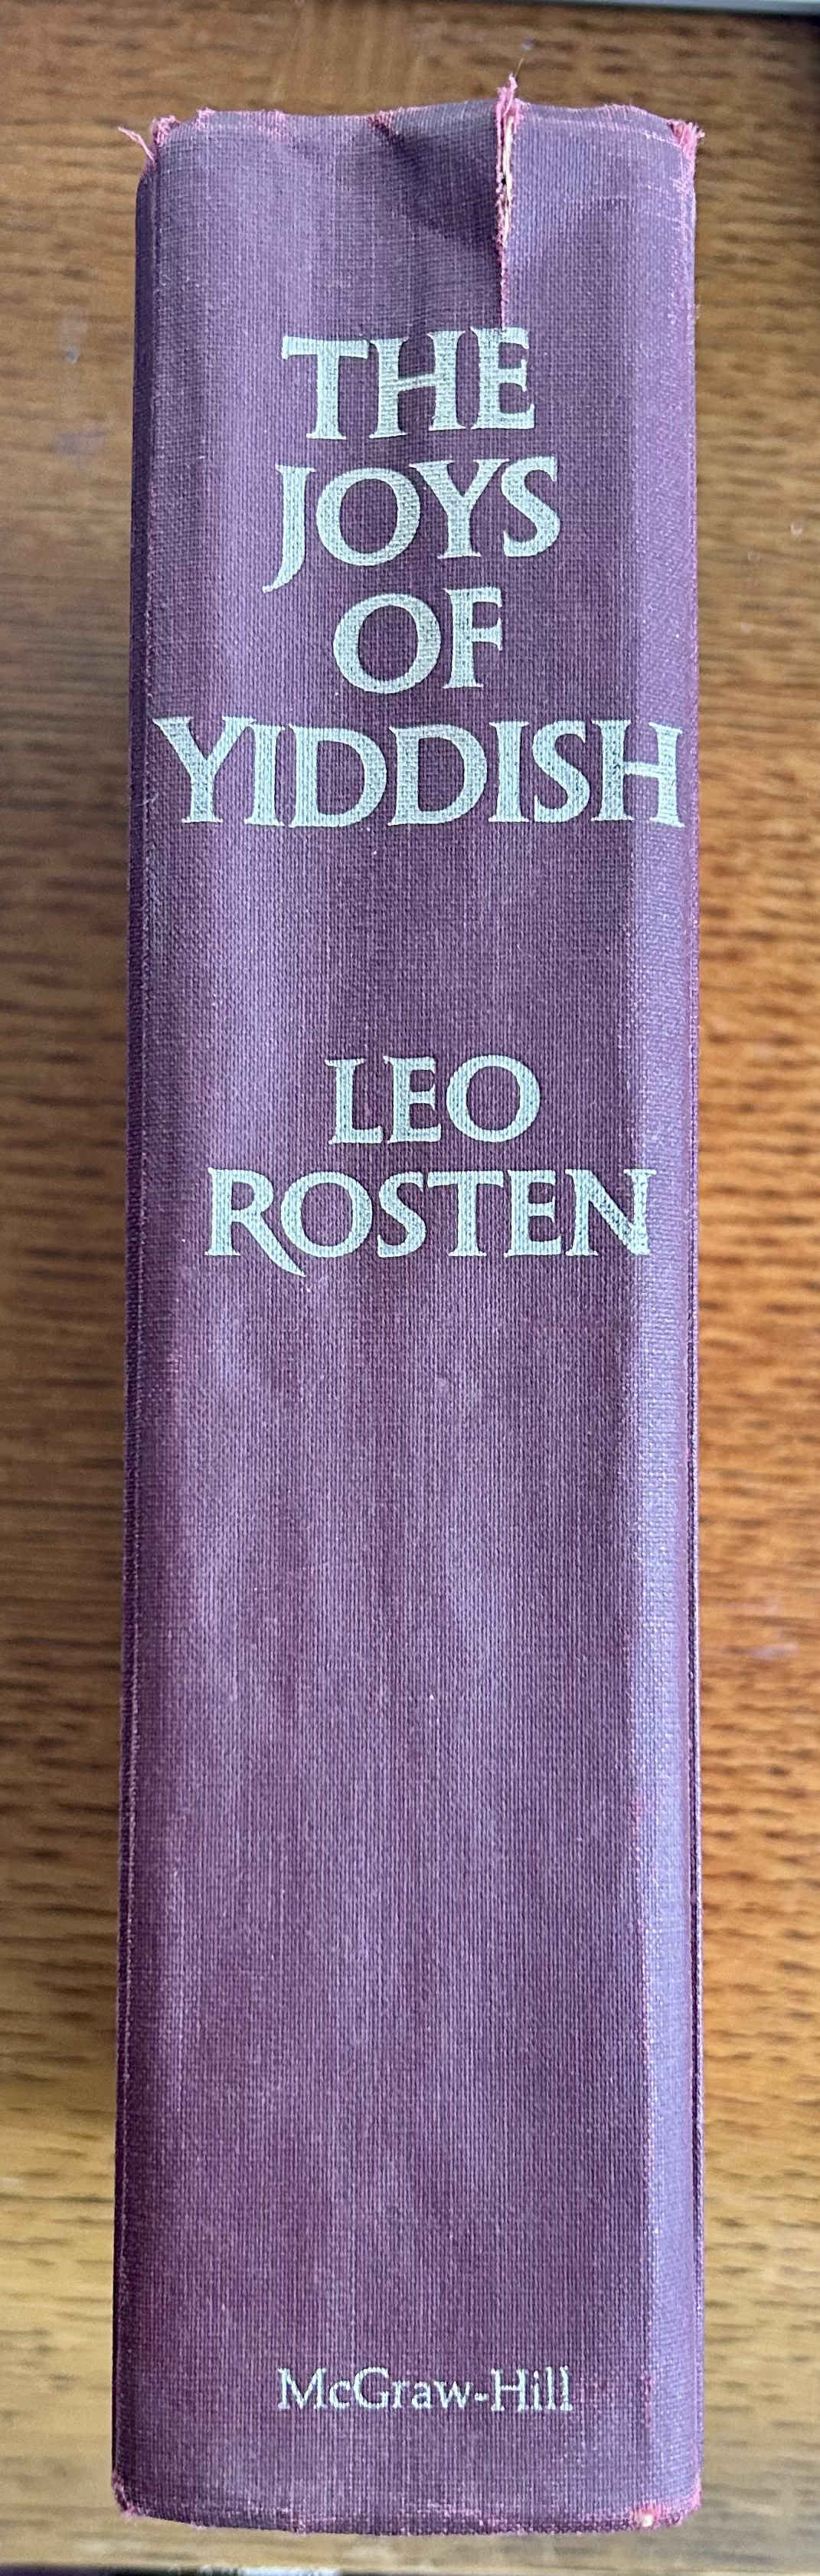 THE
JOYS
OF
YIDDISH
LEO
ROSTEN
McGraw-Hill